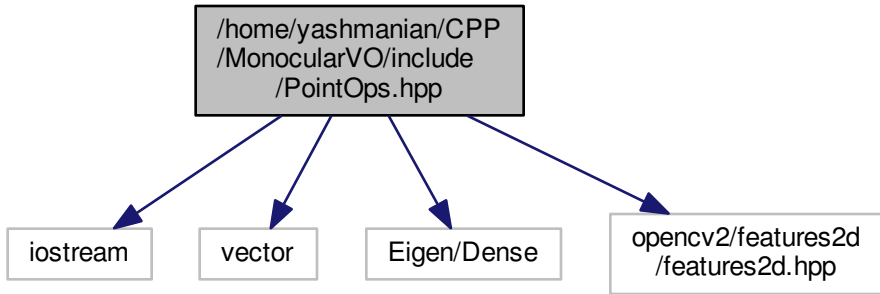 /home/yashmanian/CPP
/MonocularVO/include
/PointOps.hpp
iostream
vector
Eigen/Dense
opencv2/features2d
/features2d.hpp